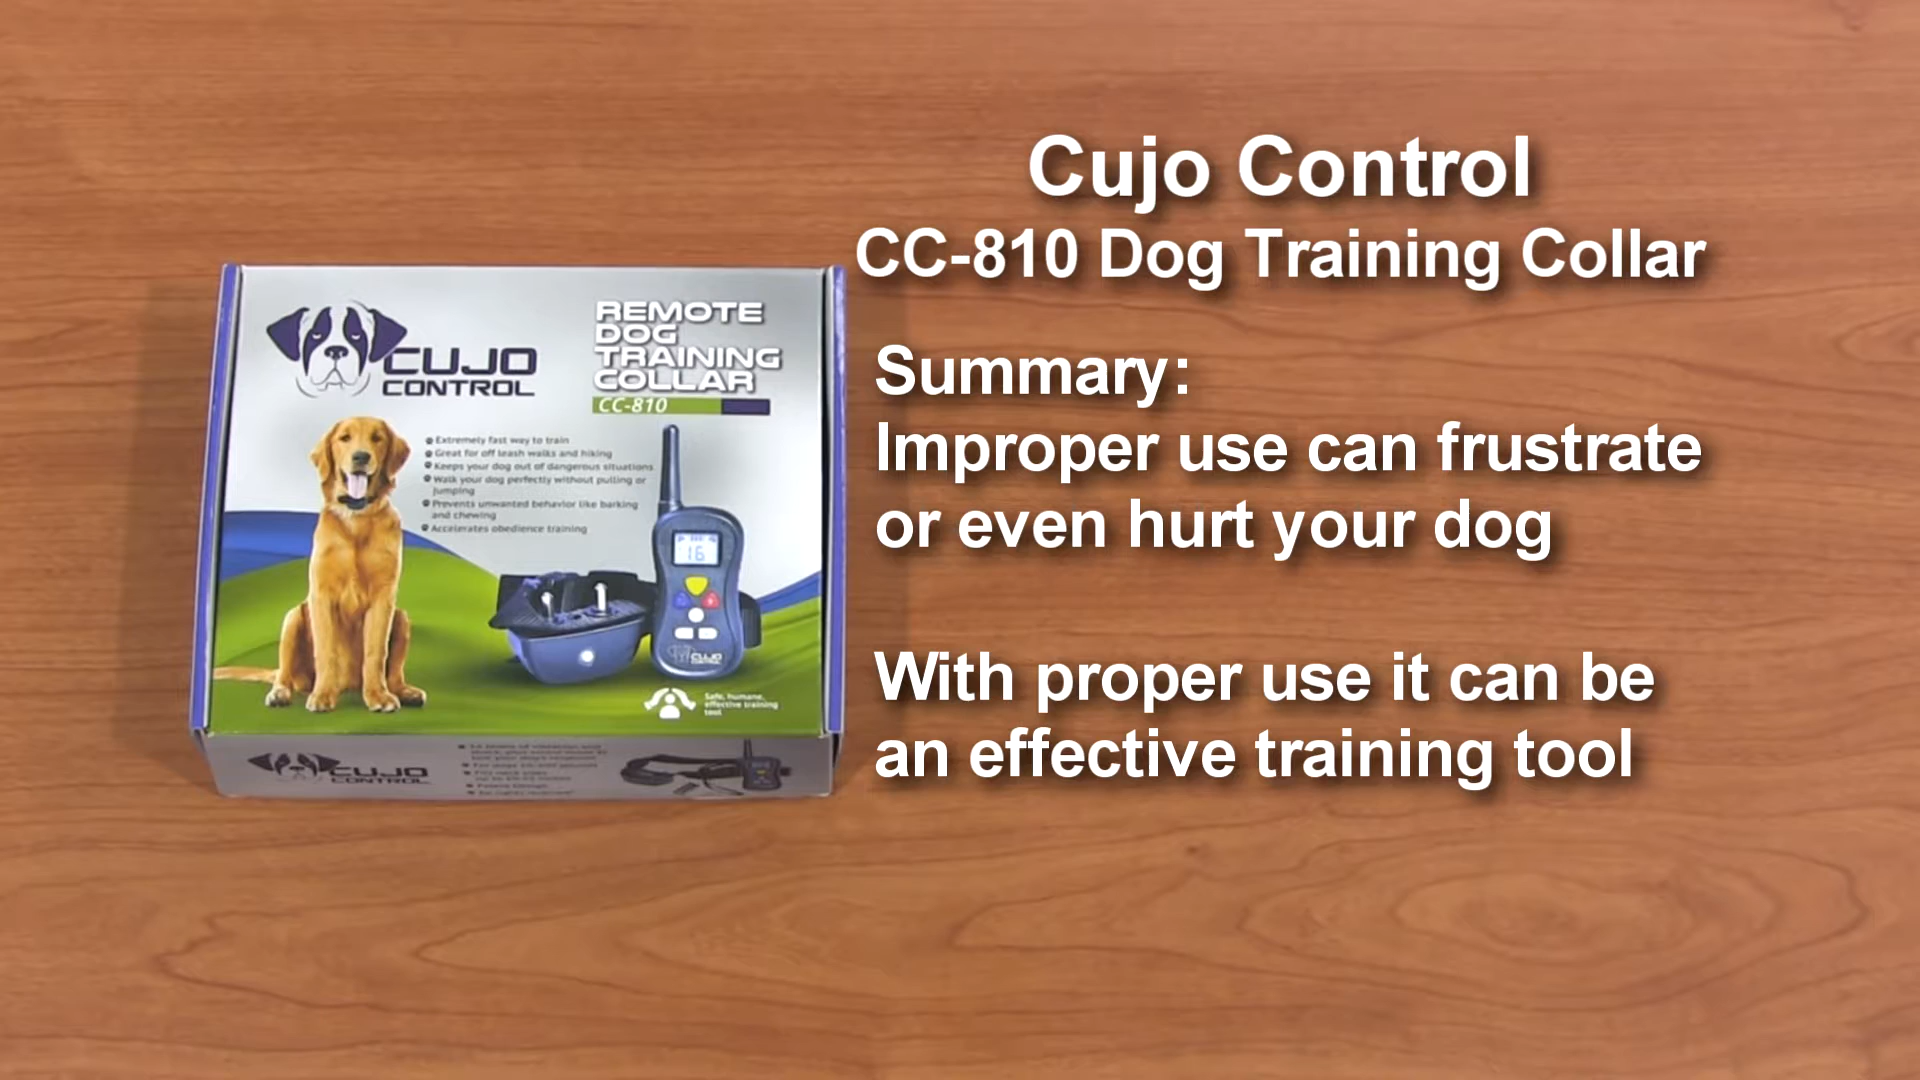 Cujo Control
CC-810 Dog Training Collar
Summary:
Improper use can frustrate
or even hurt your dog
With proper use it can be
an effective training tool
CUJO
CONTROL
REMOTE
DOG
TRAINING
COLLAR
CC-810
Extremely fast way to train
Great for off leash walks and hiking
Keeps your dog out of dangerous situations
Walk your dog perfectly without pulling or
jumping
Prevents unwanted behavior like barking
and chewing
Accelerates obedience training
16
CUJO
CONTROL
Safe, humane,
effective training
tool
CUJO
CONTROL